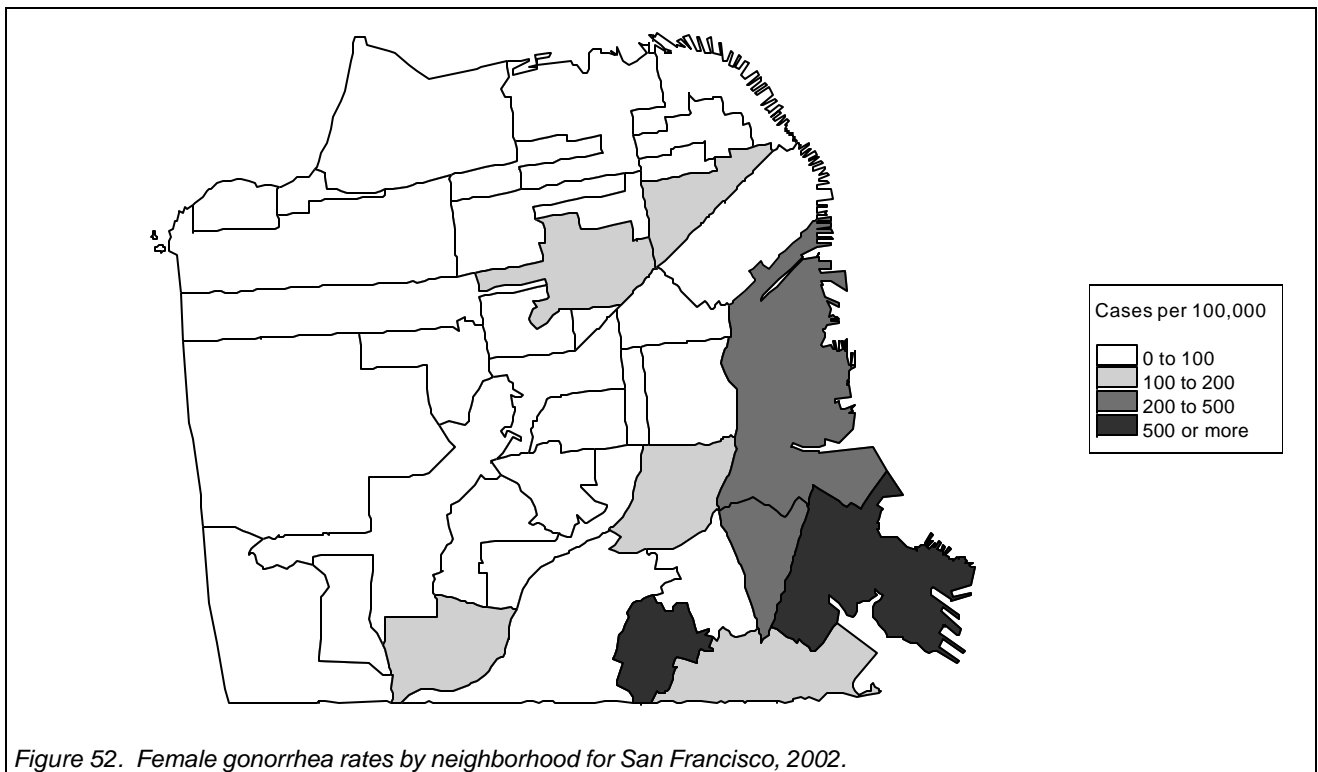 Cases per 100,000
0 to 100
100 to 200
200 to 500
500 or more
Figure 52. Female gonorrhea rates by neighborhood for San Francisco, 2002.